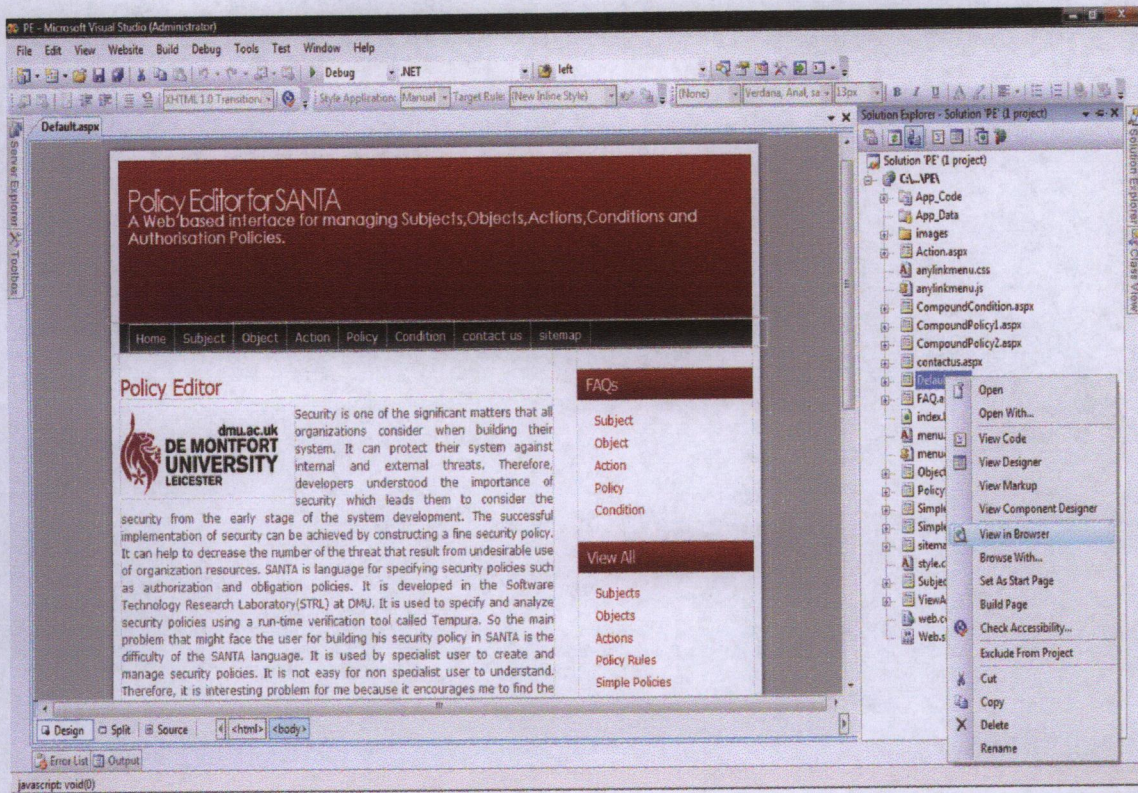 PE - Microsoft Visual Studio (Administrator)
File Edit View Website Build Debug Tools Test Window Help
Debug .NET left
XHTML 1.0 Transition Style Application: Manual Target Rule: (New Inline Style) (None) Verdana, Arial, sa 13px B I U A
Server Explorer Toolbox
Default.aspx
Policy Editor for SANTA
A Web based interface for managing Subjects,Objects,Actions,Conditions and
Authorisation Policies.
Home Subject Object Action Policy Condition contact us sitemap
Policy Editor
dmu.ac.uk
DE MONTFORT
UNIVERSITY
LEICESTER
Security is one of the significant matters that all
organizations consider when building their
system. It can protect their system against
internal and external threats. Therefore,
developers understood the importance of
security which leads them to consider the
security from the early stage of the system development. The successful
implementation of security can be achieved by constructing a fine security policy.
It can help to decrease the number of the threat that result from undesirable use
of organization resources. SANTA is language for specifying security policies such
as authorization and obligation policies. It is developed in the Software
Technology Research Laboratory(STRL) at DMU. It is used to specify and analyze
security policies using a run-time verification tool called Tempura. So the main
problem that might face the user for building his security policy in SANTA is the
difficulty of the SANTA language. It is used by specialist user to create and
manage security policies. It is not easy for non specialist user to understand.
Therefore, it is interesting problem for me because it encourages me to find the
FAQs
Subject
Object
Action
Policy
Condition
View All
Subjects
Objects
Actions
Policy Rules
Simple Policies
Design Split Source <html> <body>
Error List Output
javascript: void(0)
Solution Explorer - Solution 'PE' (1 project)
Solution 'PE' (1 project)
C:\...\PE\
App_Code
App_Data
images
Action.aspx
anylinkmenu.css
anylinkmenu.js
CompoundCondition.aspx
CompoundPolicy1.aspx
CompoundPolicy2.aspx
contactus.aspx
Defaul
FAQ.a
index.l
menu.
menu
Object
Policy
Simple
Simple
sitema
style.c
Subjec
ViewA
web.c
Web.s
Open
Open With...
View Code
View Designer
View Markup
View Component Designer
View in Browser
Browse With...
Set As Start Page
Build Page
Check Accessibility...
Exclude From Project
Cut
Copy
Delete
Rename
Solution Explorer Class View